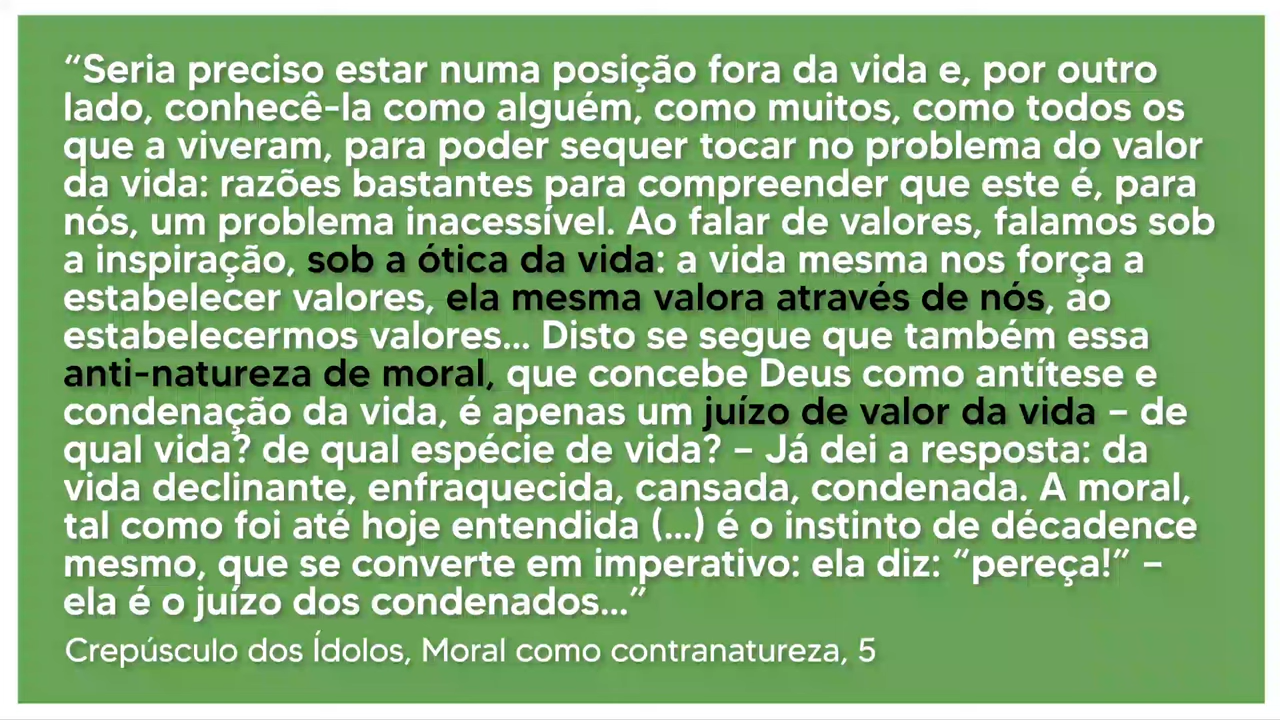 “Seria preciso estar numa posição fora da vida e, por outro
lado, conhecê-la como alguém, como muitos, como todos os
que a viveram, para poder sequer tocar no problema do valor
da vida: razões bastantes para compreender que este é, para
nós, um problema inacessível. Ao falar de valores, falamos sob
a inspiração, sob a ótica da vida: a vida mesma nos força a
estabelecer valores, ela mesma valora através de nós, ao
estabelecermos valores... Disto se segue que também essa
anti-natureza de moral, que concebe Deus como antítese e
condenação da vida, é apenas um juízo de valor da vida – de
qual vida? de qual espécie de vida? – Já dei a resposta: da
vida declinante, enfraquecida, cansada, condenada. A moral,
tal como foi até hoje entendida (...) é o instinto de décadence
mesmo, que se converte em imperativo: ela diz: “pereça!” –
ela é o juízo dos condenados...”
Crepúsculo dos Ídolos, Moral como contranatureza, 5